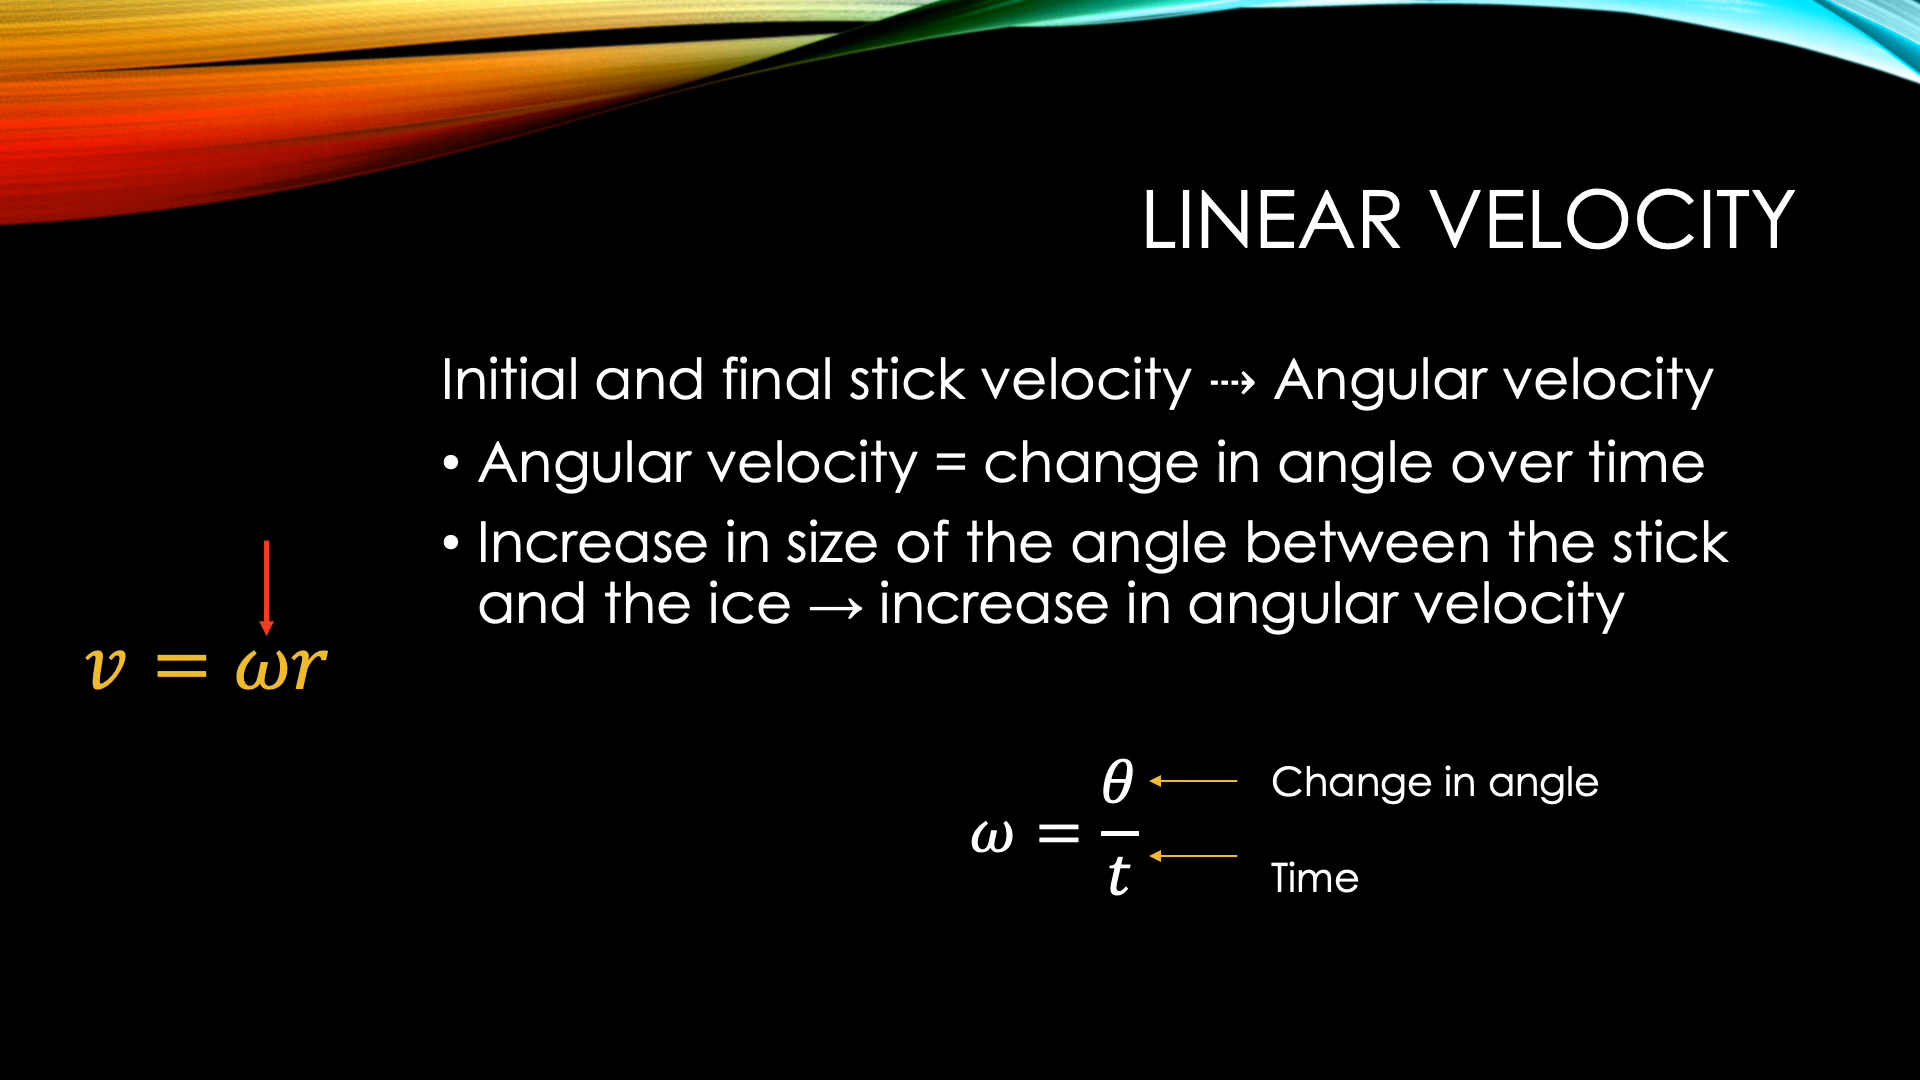 LINEAR VELOCITY
Initial and final stick velocity ⇢ Angular velocity
• Angular velocity = change in angle over time
• Increase in size of the angle between the stick
and the ice → increase in angular velocity
v = ωr
ω = θ/t
Change in angle
Time